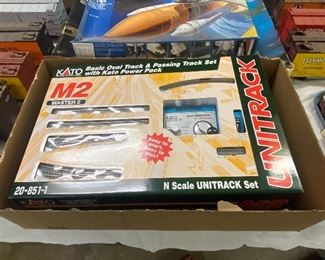 KATO
Basic Oval Track & Passing Track Set
with Kato Power Pack
M2
MASTER 2
UNITRACK
20-851-1
N Scale UNITRACK Set
OLYMP